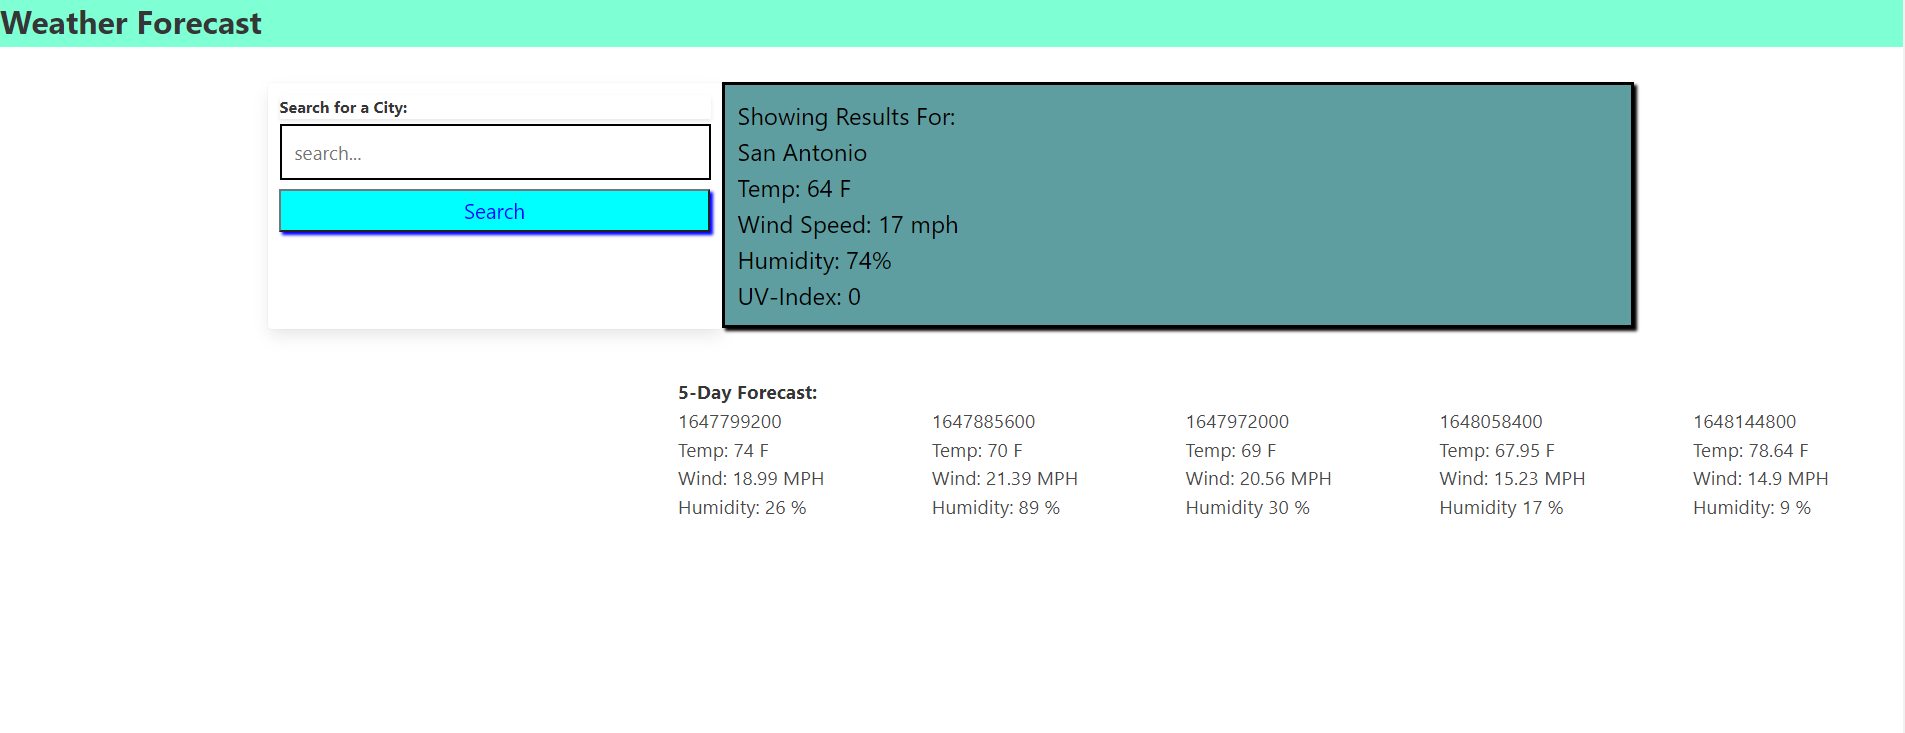 Weather Forecast
Search for a City:
search...
Search
Showing Results For:
San Antonio
Temp: 64 F
Wind Speed: 17 mph
Humidity: 74%
UV-Index: 0
5-Day Forecast:
1647799200
Temp: 74 F
Wind: 18.99 MPH
Humidity: 26 %
1647885600
Temp: 70 F
Wind: 21.39 MPH
Humidity: 89 %
1647972000
Temp: 69 F
Wind: 20.56 MPH
Humidity 30 %
1648058400
Temp: 67.95 F
Wind: 15.23 MPH
Humidity 17 %
1648144800
Temp: 78.64 F
Wind: 14.9 MPH
Humidity: 9 %